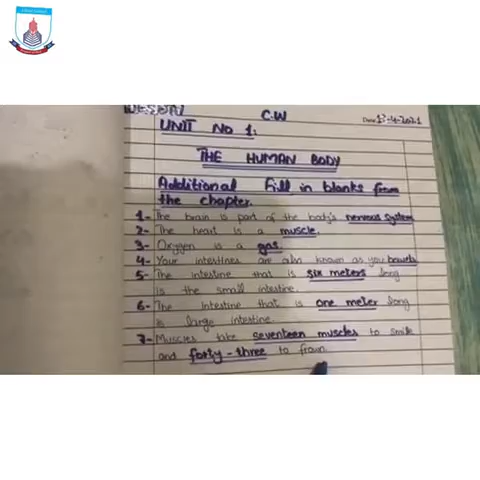 C.W
Date: 13-4-2021
UNIT No 1:
THE HUMAN BODY
Additional Fill in blanks from
the chapter.
1- The brain is part of the body's nervous system
2- The heart is a muscle.
3- Oxygen is a gas.
4- Your intestines are also known as you bowels
5- The intestine that is six meters long
is the small intestine.
6- The intestine that is one meter long
is large intestine.
7- Muscles take seventeen muscles to smile
and forty-three to frown